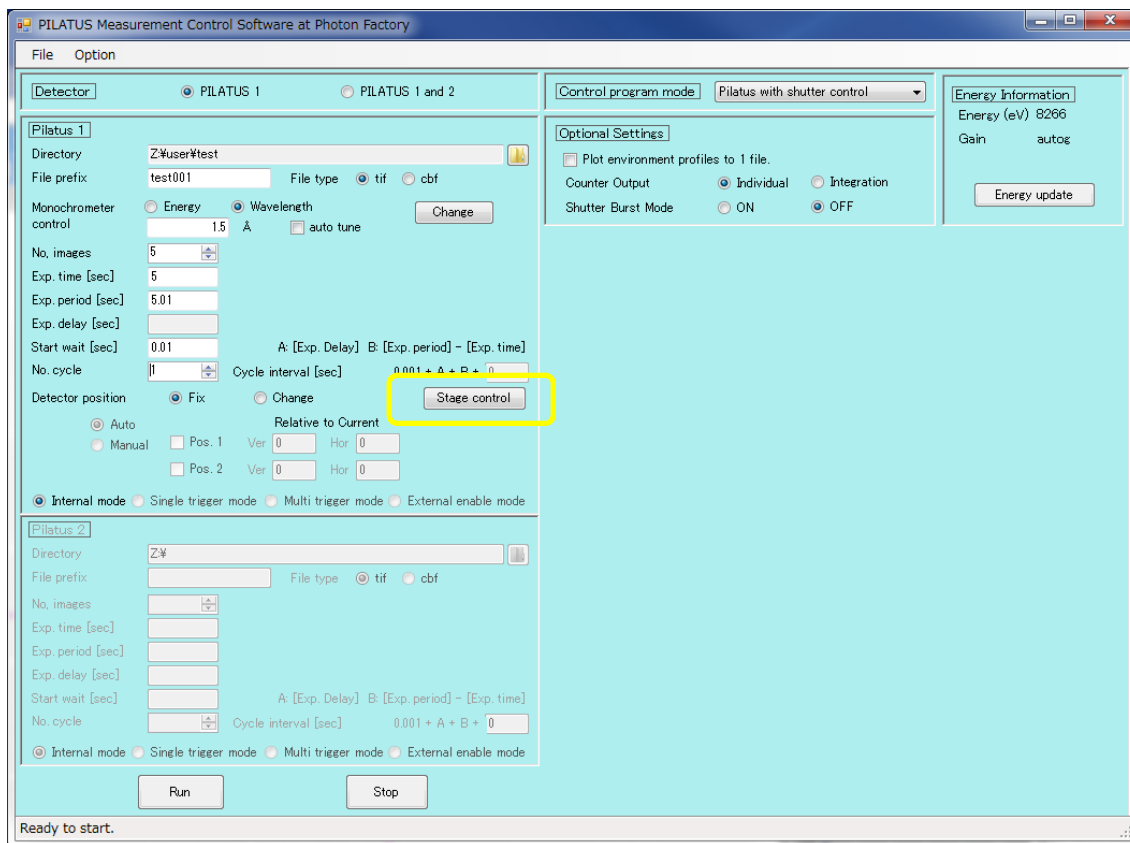 PILATUS Measurement Control Software at Photon Factory
File Option
Detector PILATUS 1 PILATUS 1 and 2
Control program mode Pilatus with shutter control
Energy Information
Energy (eV) 8266
Gain autog
Energy update
Pilatus 1
Directory Z:¥user¥test
File prefix test001 File type tif cbf
Monochrometer control Energy Wavelength
1.5 Å auto tune
Change
No, images 5
Exp. time [sec] 5
Exp. period [sec] 5.01
Exp. delay [sec]
Start wait [sec] 0.01 A: [Exp. Delay] B: [Exp. period] - [Exp. time]
No. cycle 1 Cycle interval [sec] 0.001 + A + B + 0
Detector position Fix Change Stage control
Auto Relative to Current
Manual Pos. 1 Ver 0 Hor 0
Pos. 2 Ver 0 Hor 0
Internal mode Single trigger mode Multi trigger mode External enable mode
Optional Settings
Plot environment profiles to 1 file.
Counter Output Individual Integration
Shutter Burst Mode ON OFF
Pilatus 2
Directory Z:¥
File prefix File type tif cbf
No, images
Exp. time [sec]
Exp. period [sec]
Exp. delay [sec]
Start wait [sec] A: [Exp. Delay] B: [Exp. period] - [Exp. time]
No. cycle Cycle interval [sec] 0.001 + A + B + 0
Internal mode Single trigger mode Multi trigger mode External enable mode
Run Stop
Ready to start.